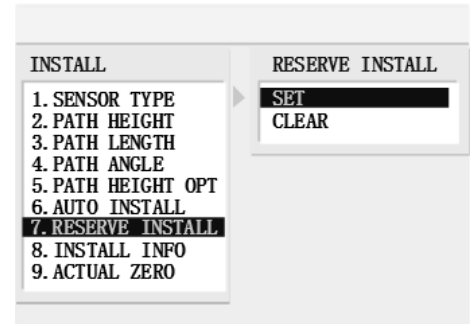 INSTALL
1. SENSOR TYPE
2. PATH HEIGHT
3. PATH LENGTH
4. PATH ANGLE
5. PATH HEIGHT OPT
6. AUTO INSTALL
7. RESERVE INSTALL
8. INSTALL INFO
9. ACTUAL ZERO
RESERVE INSTALL
SET
CLEAR